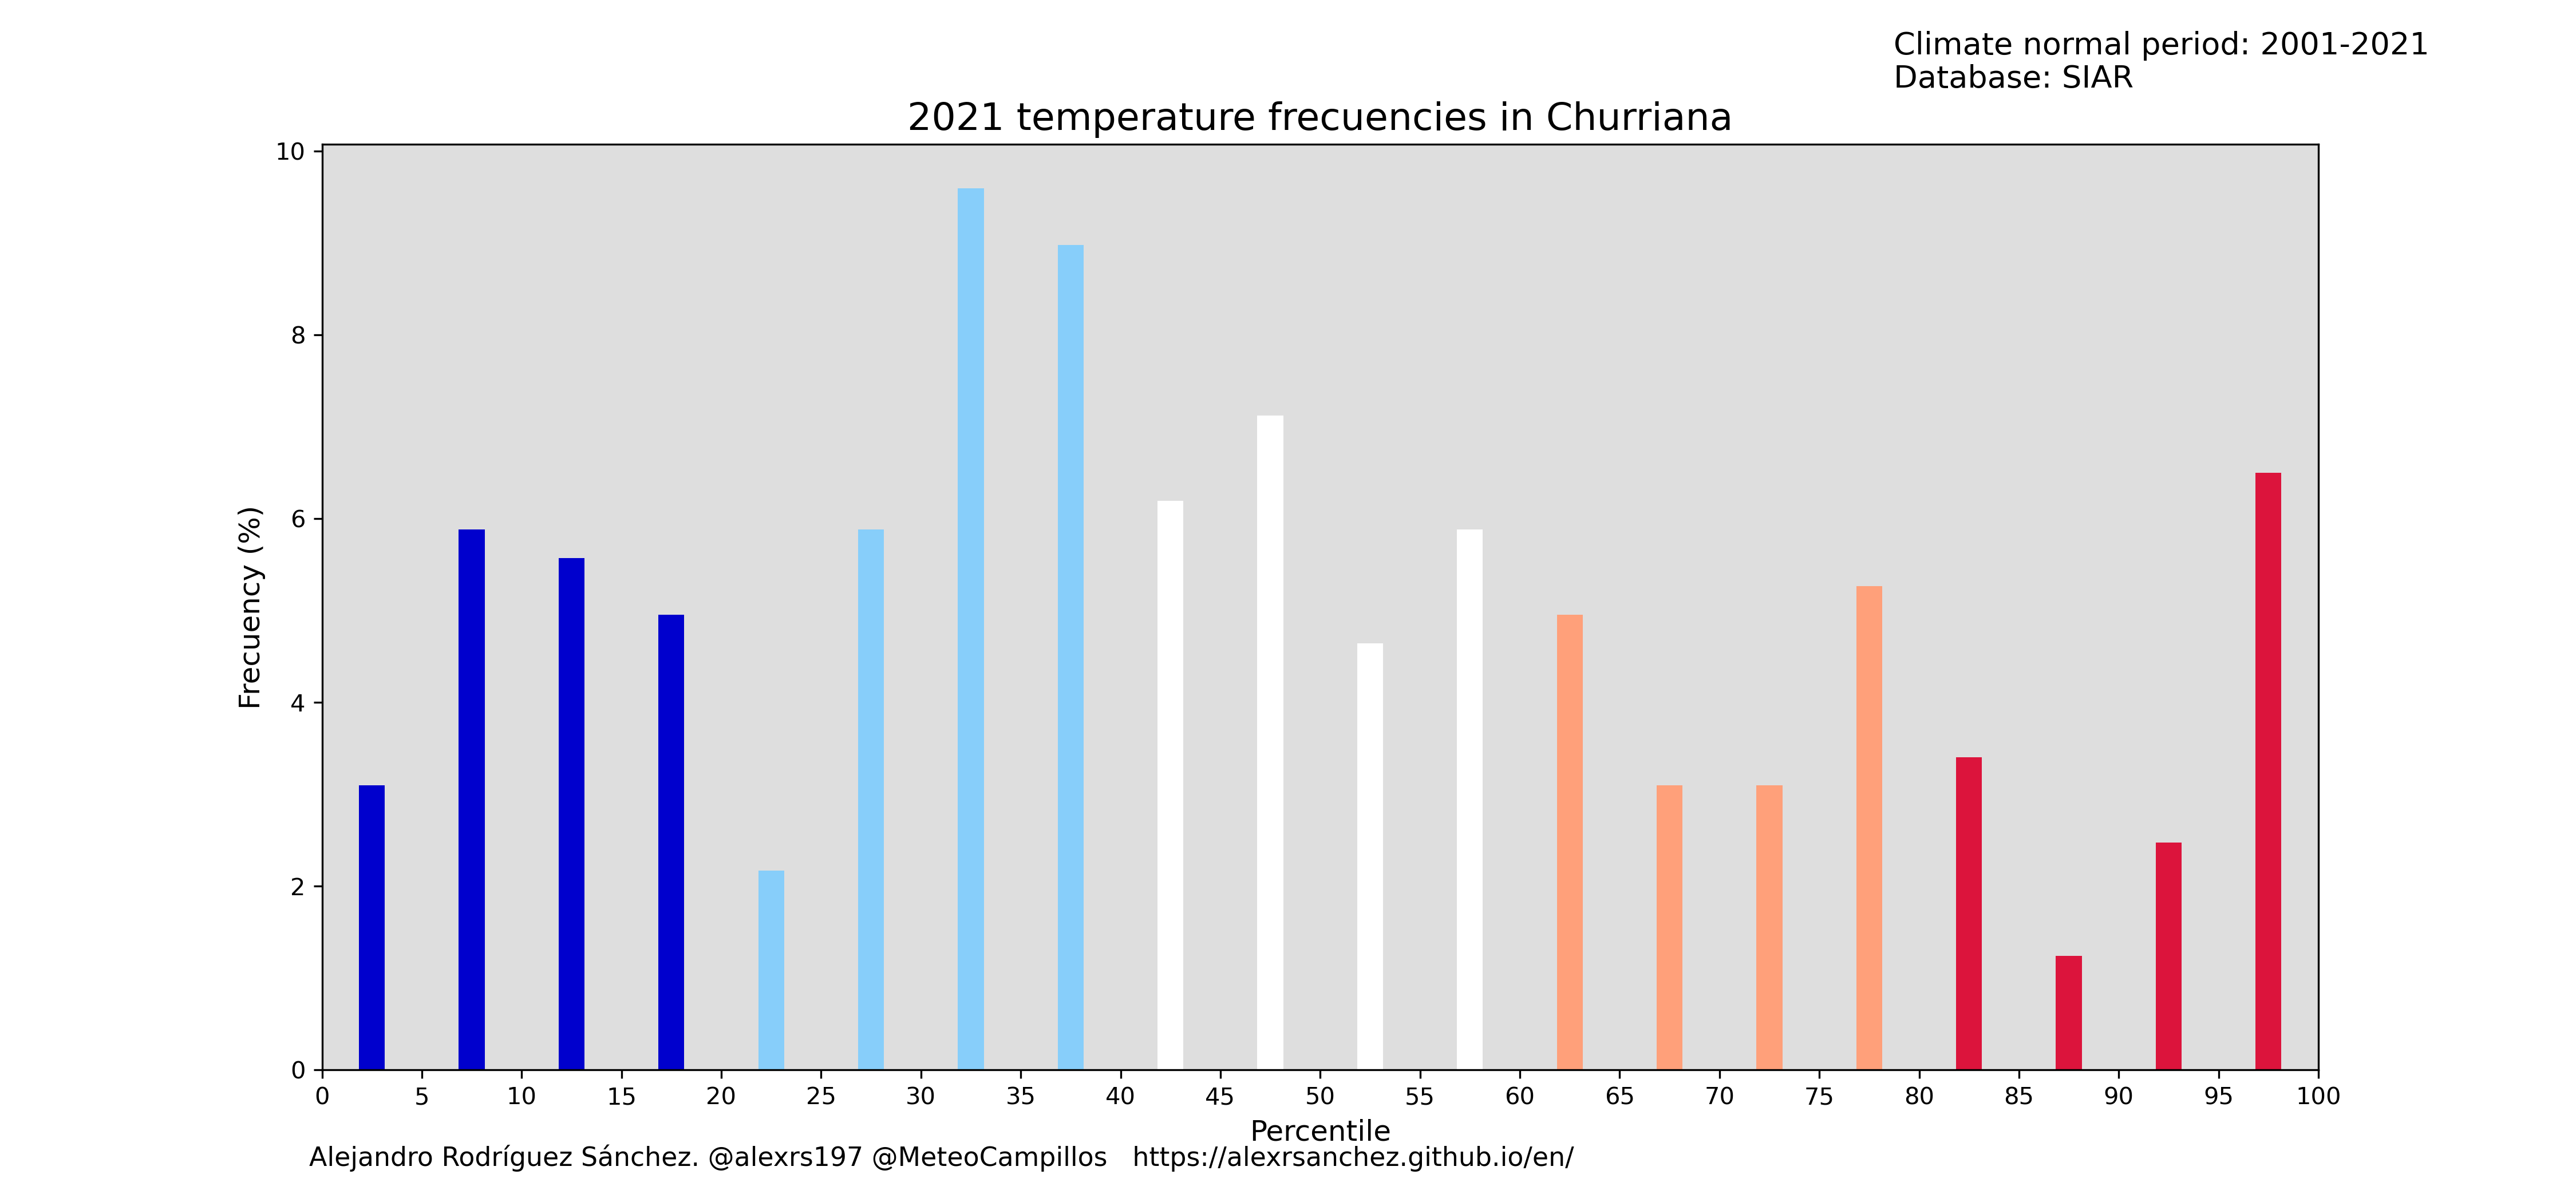 Climate normal period: 2001-2021
Database: SIAR
2021 temperature frecuencies in Churriana
10
8
6
4
2
0
Frecuency (%)
0 5 10 15 20 25 30 35 40 45 50 55 60 65 70 75 80 85 90 95 100
Percentile
Alejandro Rodríguez Sánchez. @alexrs197 @MeteoCampillos https://alexrsanchez.github.io/en/